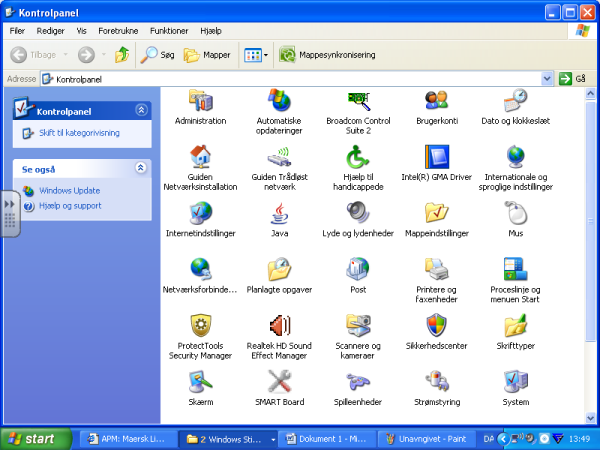 Kontrolpanel
Filer Rediger Vis Foretrukne Funktioner Hjælp
Tilbage Søg Mapper Mappesynkronisering
Adresse Kontrolpanel Gå
Kontrolpanel
Skift til kategorivisning
Se også
Windows Update
Hjælp og support
Administration
Automatiske
opdateringer
Broadcom Control
Suite 2
Brugerkonti
Dato og klokkeslæt
Guiden
Netværksinstallation
Guiden Trådløst
netværk
Hjælp til
handicappede
Intel(R) GMA Driver
Internationale og
sproglige indstillinger
Internetindstillinger
Java
Lyde og lydenheder
Mappeindstillinger
Mus
Netværksforbinde...
Planlagte opgaver
Post
Printere og
faxenheder
Proceslinje og
menuen Start
ProtectTools
Security Manager
Realtek HD Sound
Effect Manager
Scannere og
kameraer
Sikkerhedscenter
Skrifttyper
Skærm
SMART Board
Spilleenheder
Strømstyring
System
start APM: Maersk Li... 2 Windows Sti... Dokument 1 - Mi... Unavngivet - Paint DA 13:49